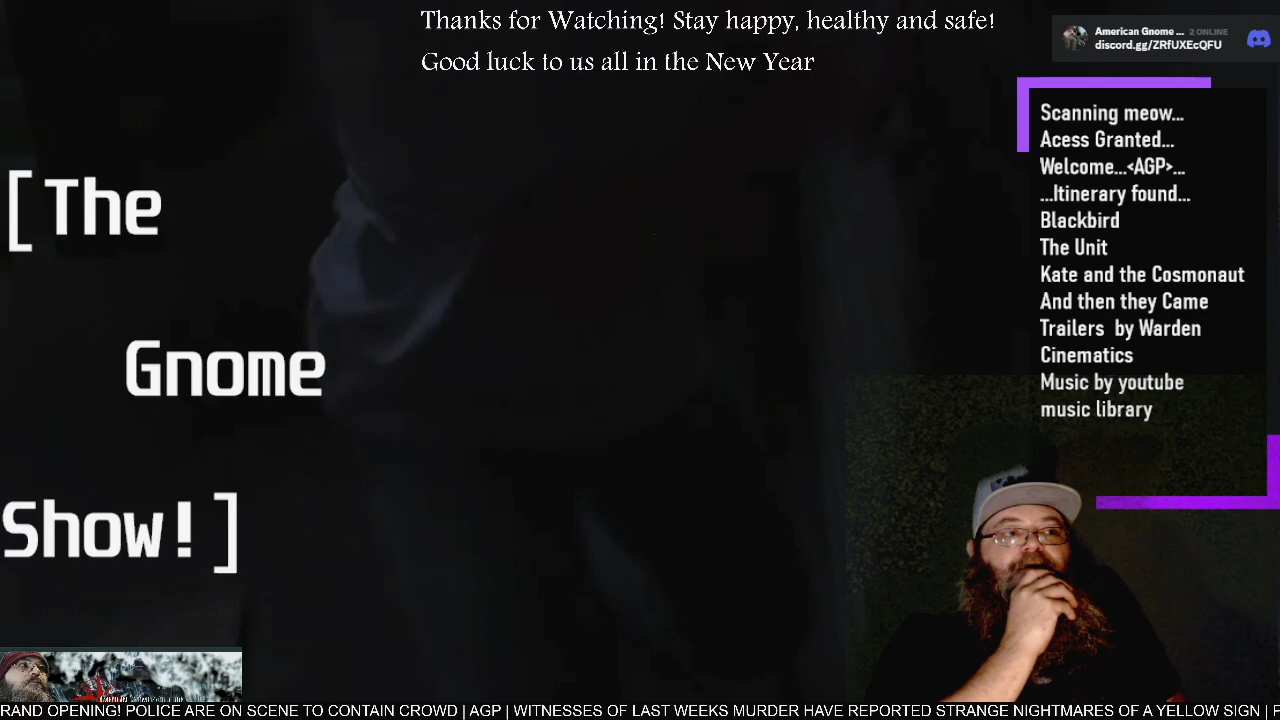 Thanks for Watching! Stay happy, healthy and safe!
Good luck to us all in the New Year
American Gnome ... 2 ONLINE
discord.gg/ZRfUXEcQFU
Scanning meow...
Acess Granted...
Welcome...<AGP>...
...Itinerary found...
Blackbird
The Unit
Kate and the Cosmonaut
And then they Came
Trailers by Warden
Cinematics
Music by youtube
music library
[The
Gnome
Show!]
RAND OPENING! POLICE ARE ON SCENE TO CONTAIN CROWD | AGP | WITNESSES OF LAST WEEKS MURDER HAVE REPORTED STRANGE NIGHTMARES OF A YELLOW SIGN |